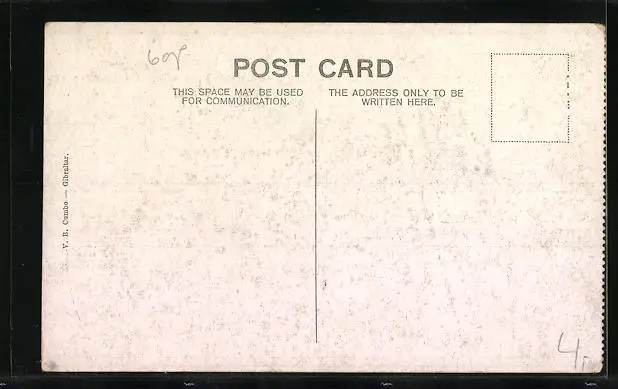 POST CARD
THIS SPACE MAY BE USED
FOR COMMUNICATION.
THE ADDRESS ONLY TO BE
WRITTEN HERE.
V. B. Cumbo — Gibraltar.
4.